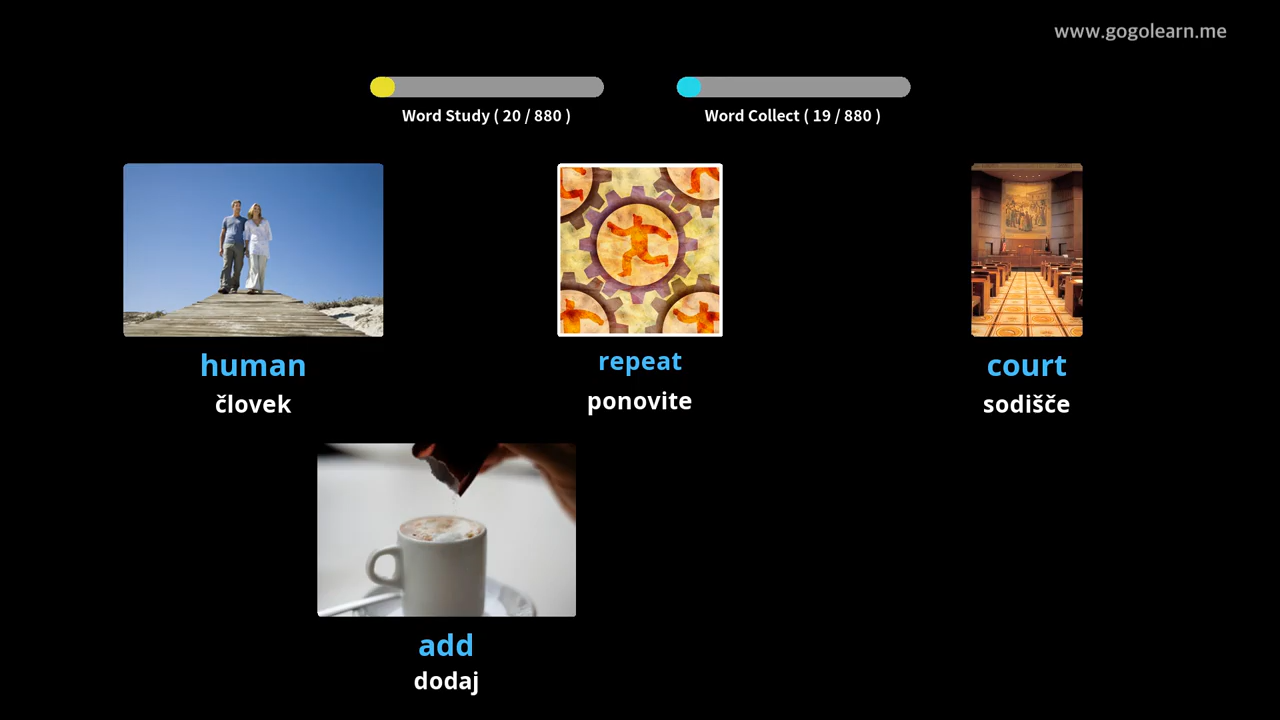 www.gogolearn.me
Word Study ( 20 / 880 )
Word Collect ( 19 / 880 )
human
človek
repeat
ponovite
court
sodišče
add
dodaj